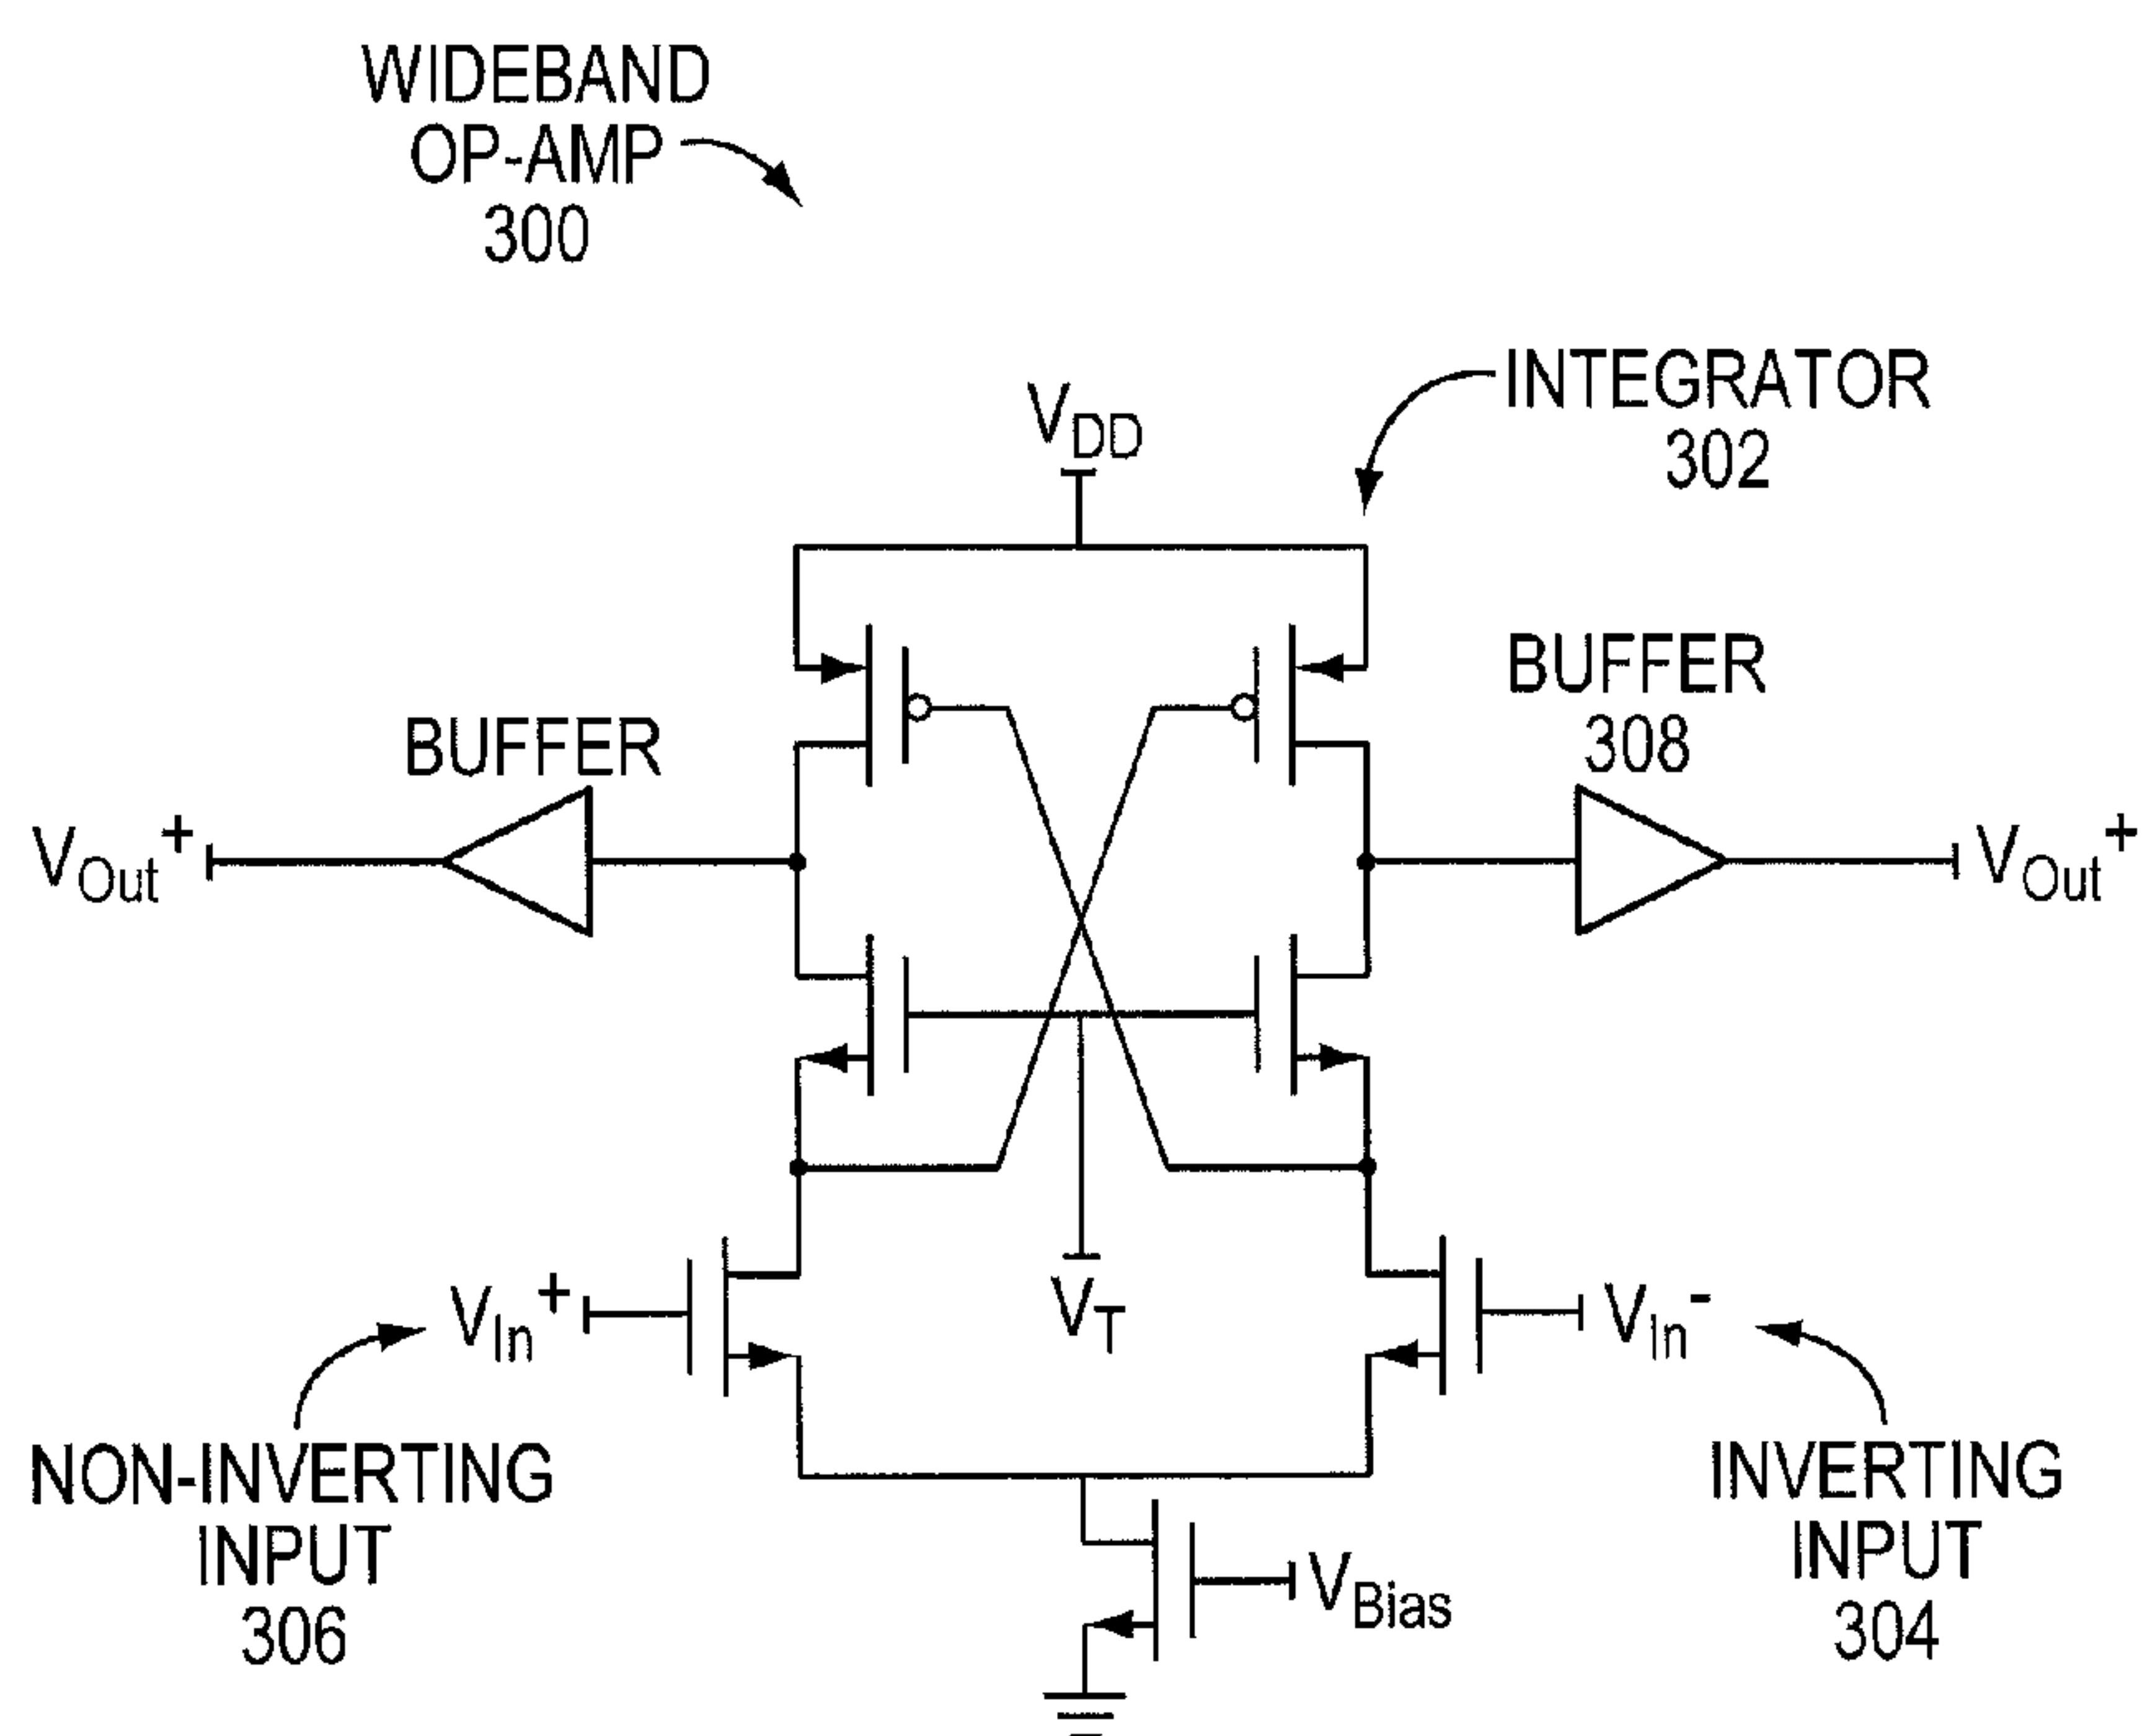 WIDEBAND
OP-AMP
300
INTEGRATOR
302
VDD
BUFFER
308
BUFFER
VOut+
VOut+
VIn+
VT
VIn-
NON-INVERTING
INPUT
306
INVERTING
INPUT
304
VBias